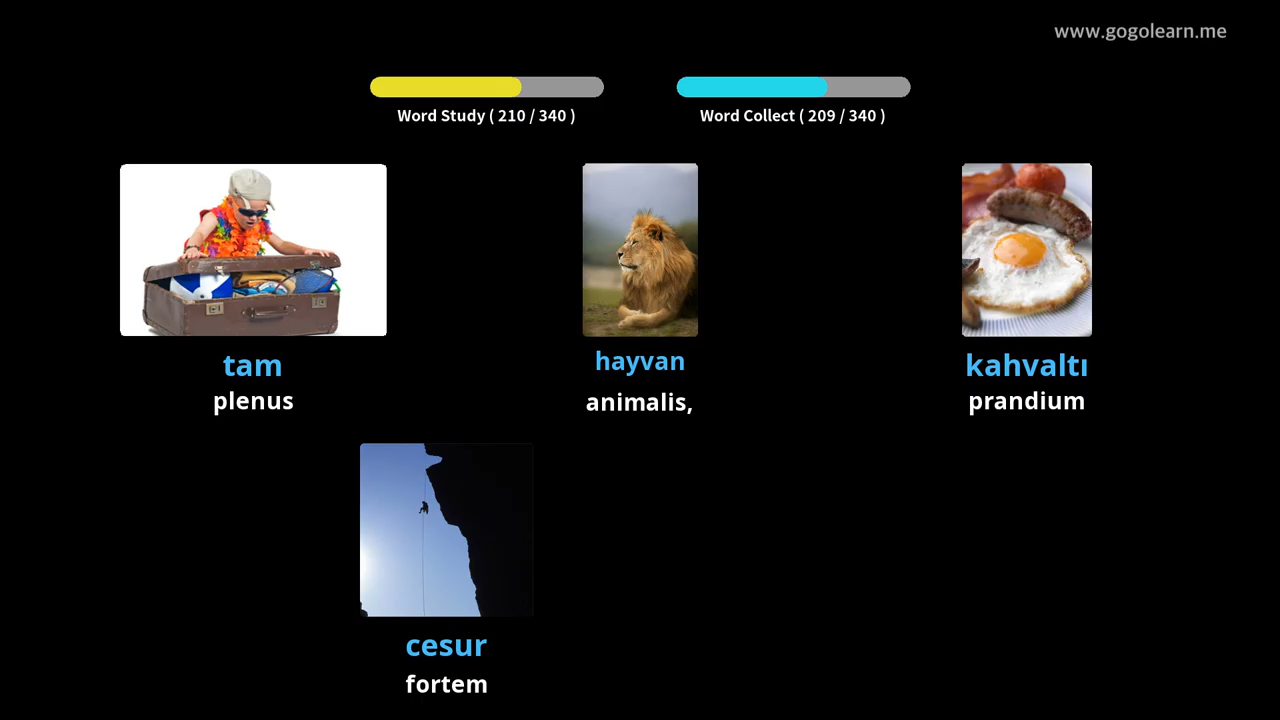 www.gogolearn.me
Word Study ( 210 / 340 )
Word Collect ( 209 / 340 )
tam
plenus
hayvan
animalis,
kahvaltı
prandium
cesur
fortem